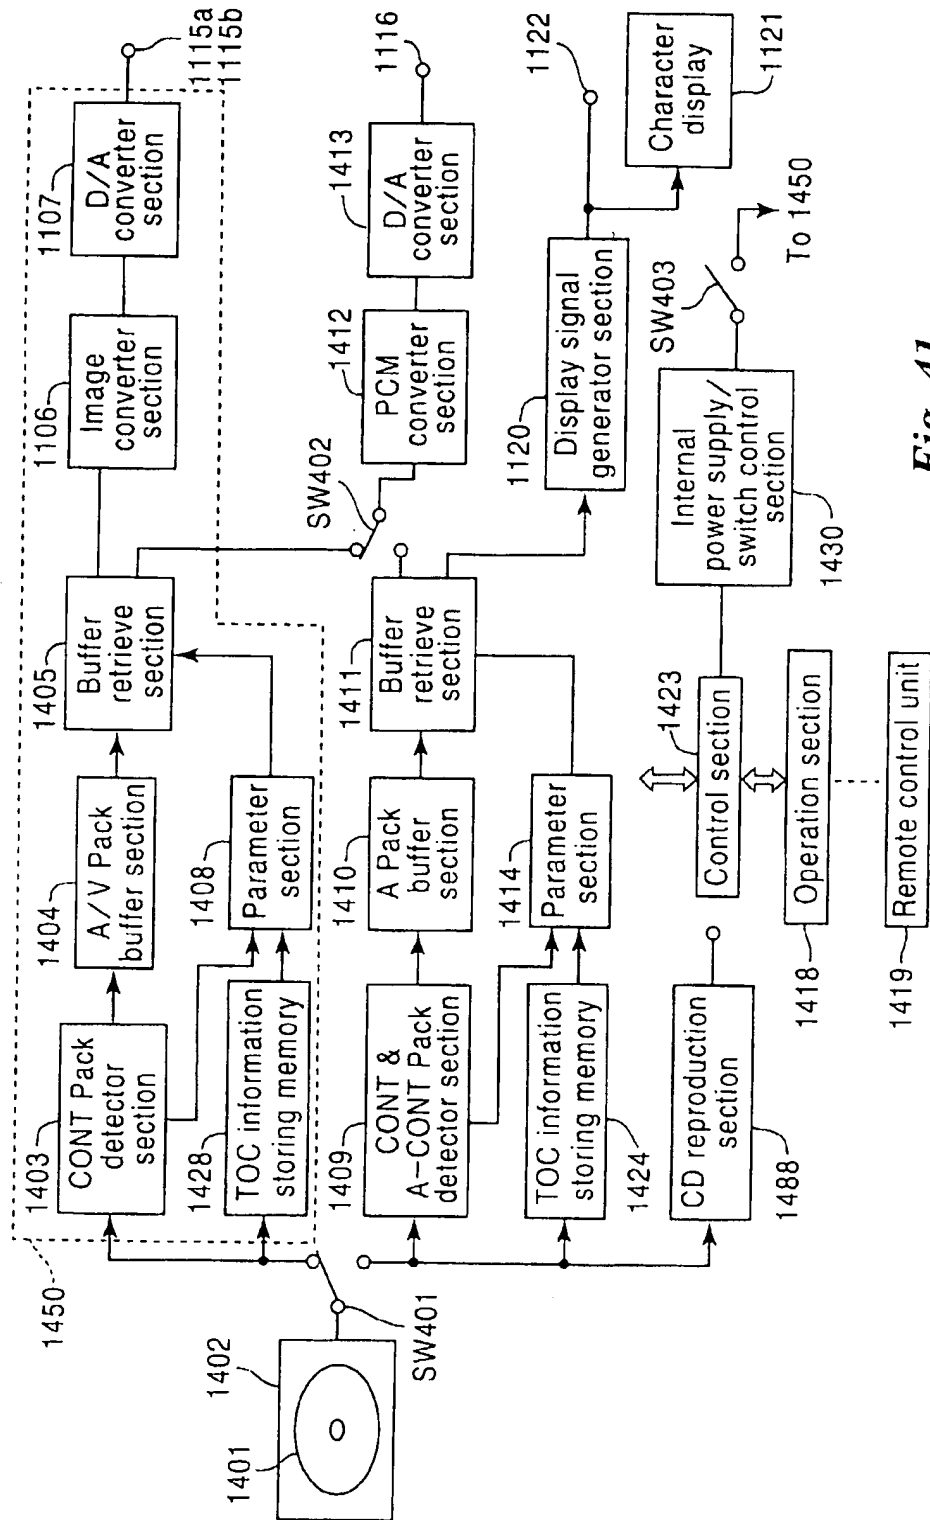 1450
1403
CONT Pack
detector
section
1404
A/V Pack
buffer section
1405
Buffer
retrieve
section
1106
Image
converter
section
1107
D/A
converter
section
1115a
1115b
1428
TOC information
storing memory
1408
Parameter
section
1402
1401
SW401
SW402
1412
PCM
converter
section
1413
D/A
converter
section
1116
1409
CONT &
A-CONT Pack
detector section
1410
A Pack
buffer
section
1411
Buffer
retrieve
section
1424
TOC information
storing memory
1414
Parameter
section
1120
Display signal
generator section
1122
Character
display
1121
1488
CD reproduction
section
1423
Control section
1418
Operation section
1419
Remote control unit
1430
Internal
power supply/
switch control
section
SW403
To 1450
Fig. 41